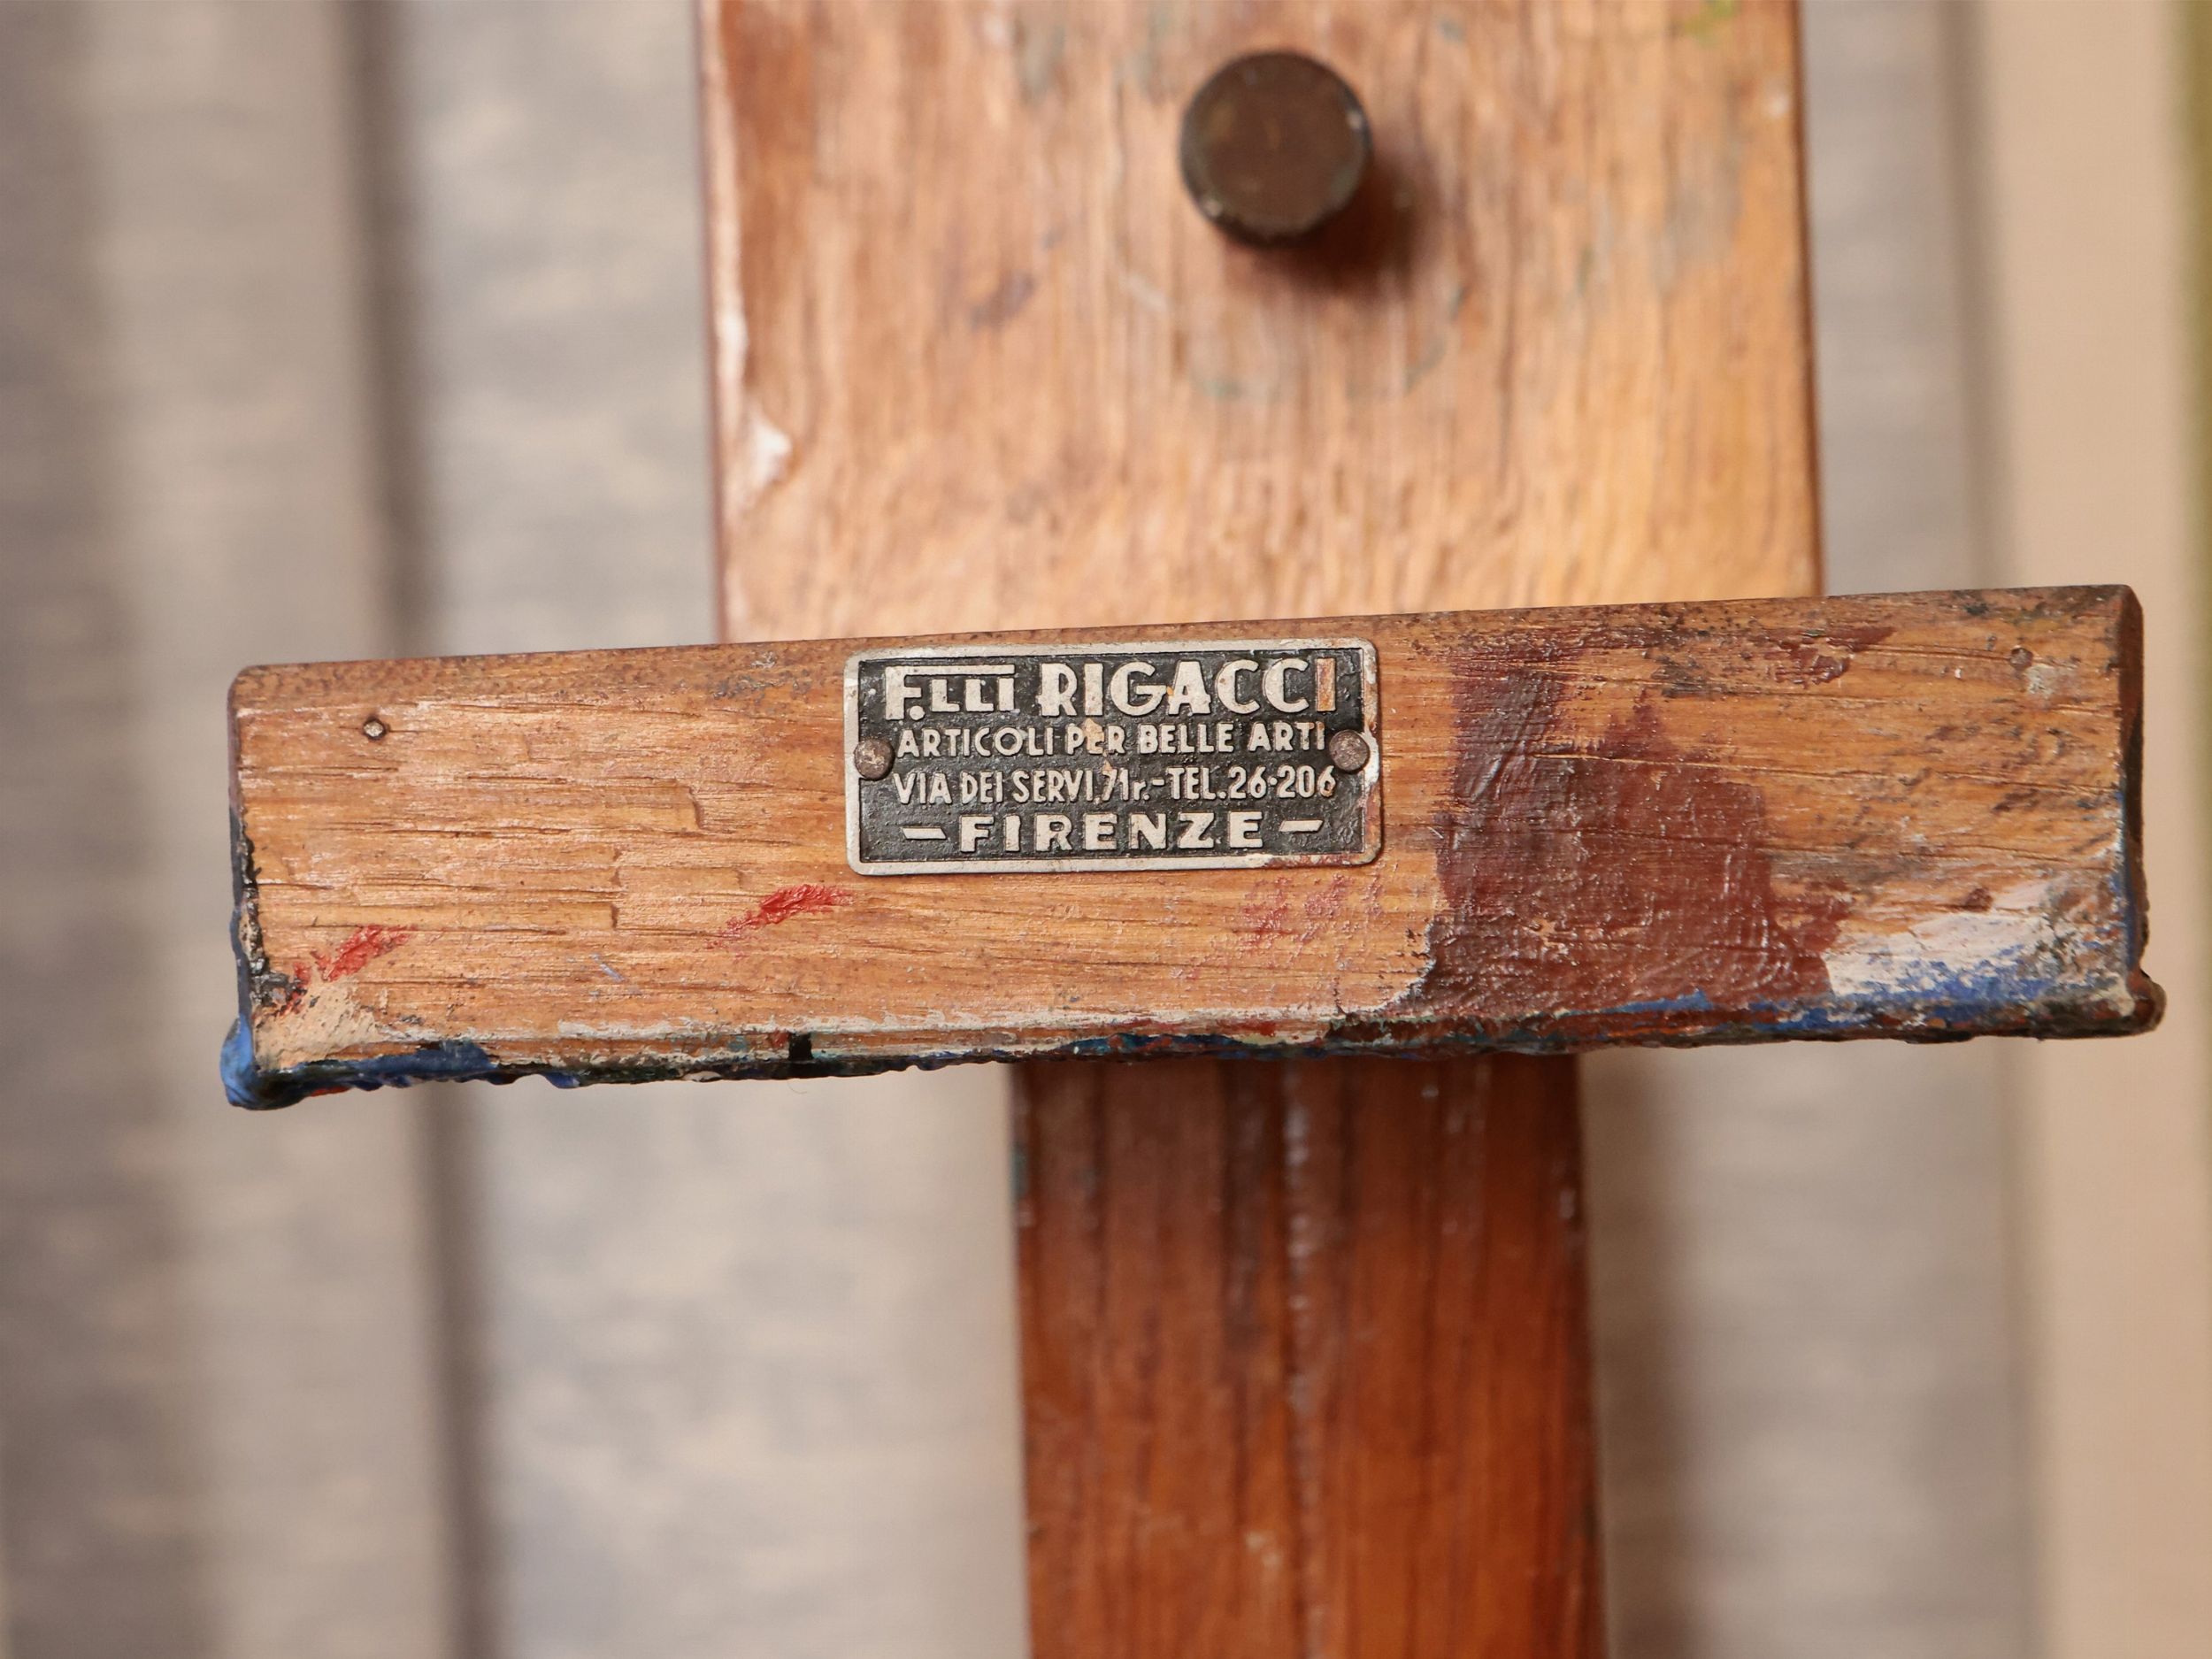 F.LLI RIGACCI
ARTICOLI PER BELLE ARTI
VIA DEI SERVI,71r.-TEL.26·206
-FIRENZE-